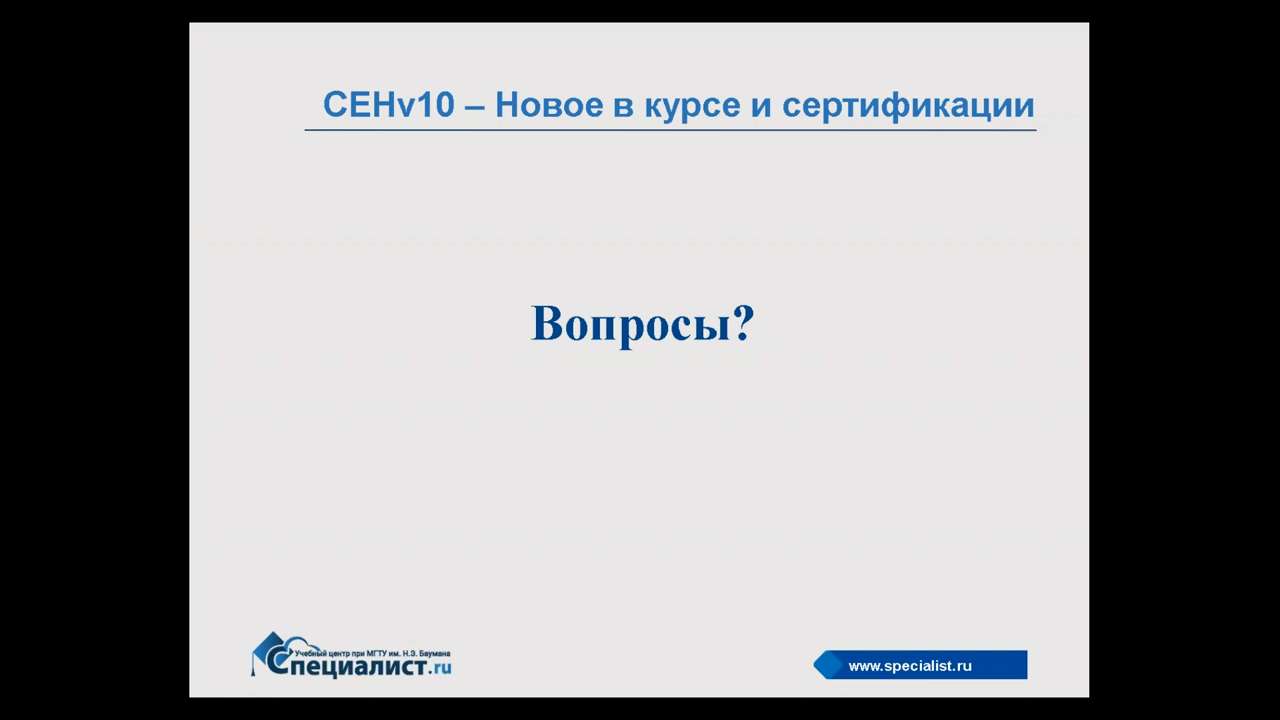 CEHv10 – Новое в курсе и сертификации
Вопросы?
Учебный центр при МГТУ им. Н.Э. Баумана
Специалист.ru
www.specialist.ru